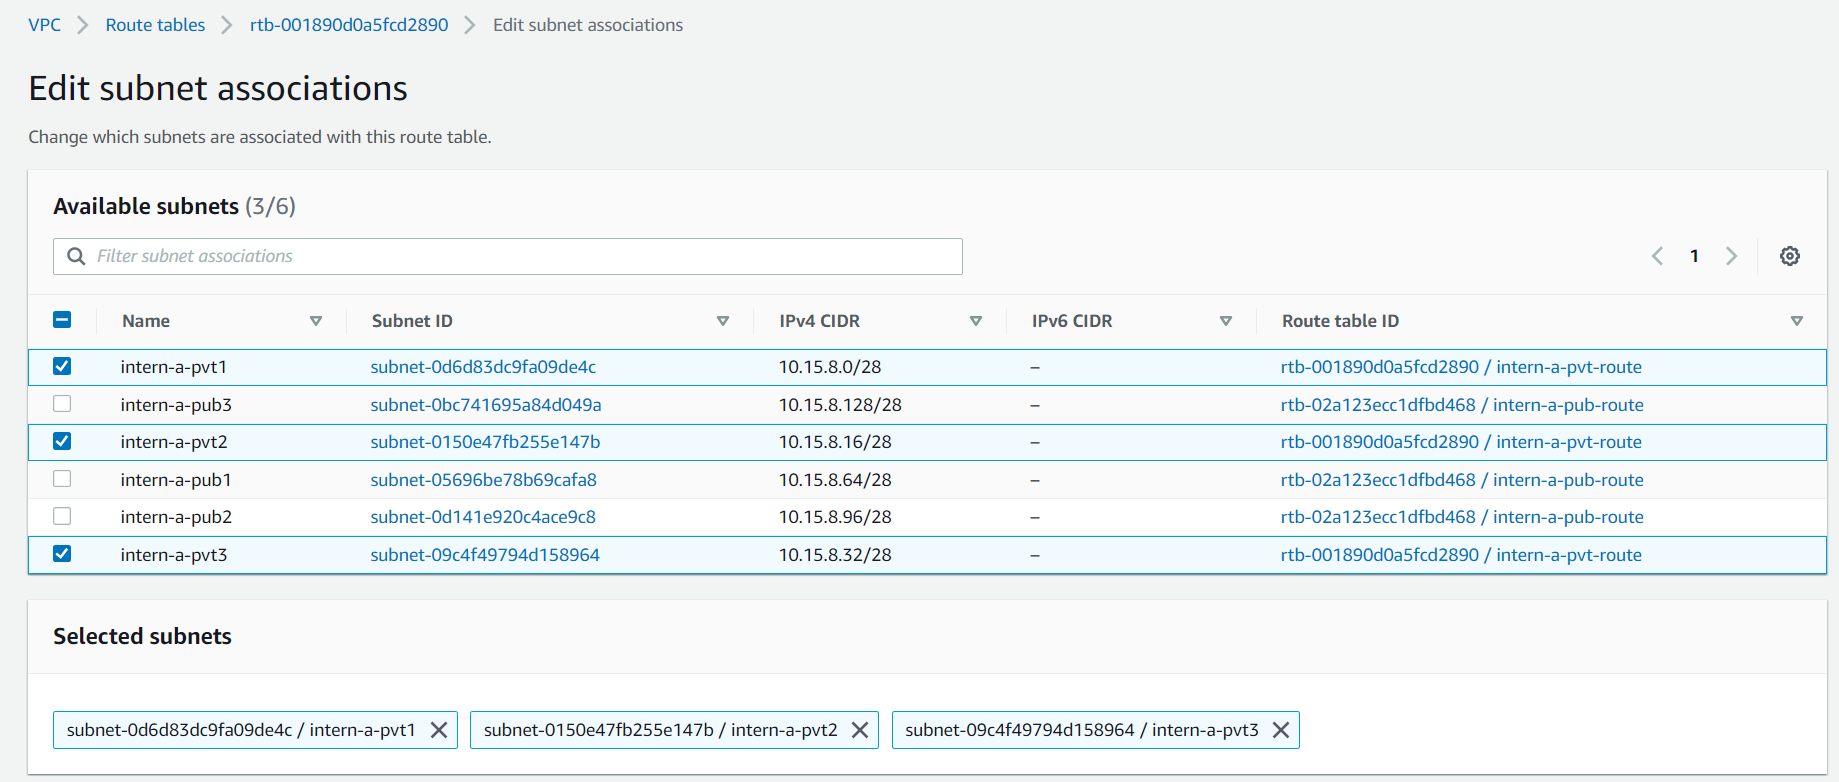 VPC > Route tables > rtb-001890d0a5fcd2890 > Edit subnet associations
Edit subnet associations
Change which subnets are associated with this route table.
Available subnets (3/6)
Filter subnet associations
1
Name Subnet ID IPv4 CIDR IPv6 CIDR Route table ID
intern-a-pvt1 subnet-0d6d83dc9fa09de4c 10.15.8.0/28 – rtb-001890d0a5fcd2890 / intern-a-pvt-route
intern-a-pub3 subnet-0bc741695a84d049a 10.15.8.128/28 – rtb-02a123ecc1dfbd468 / intern-a-pub-route
intern-a-pvt2 subnet-0150e47fb255e147b 10.15.8.16/28 – rtb-001890d0a5fcd2890 / intern-a-pvt-route
intern-a-pub1 subnet-05696be78b69cafa8 10.15.8.64/28 – rtb-02a123ecc1dfbd468 / intern-a-pub-route
intern-a-pub2 subnet-0d141e920c4ace9c8 10.15.8.96/28 – rtb-02a123ecc1dfbd468 / intern-a-pub-route
intern-a-pvt3 subnet-09c4f49794d158964 10.15.8.32/28 – rtb-001890d0a5fcd2890 / intern-a-pvt-route
Selected subnets
subnet-0d6d83dc9fa09de4c / intern-a-pvt1 subnet-0150e47fb255e147b / intern-a-pvt2 subnet-09c4f49794d158964 / intern-a-pvt3